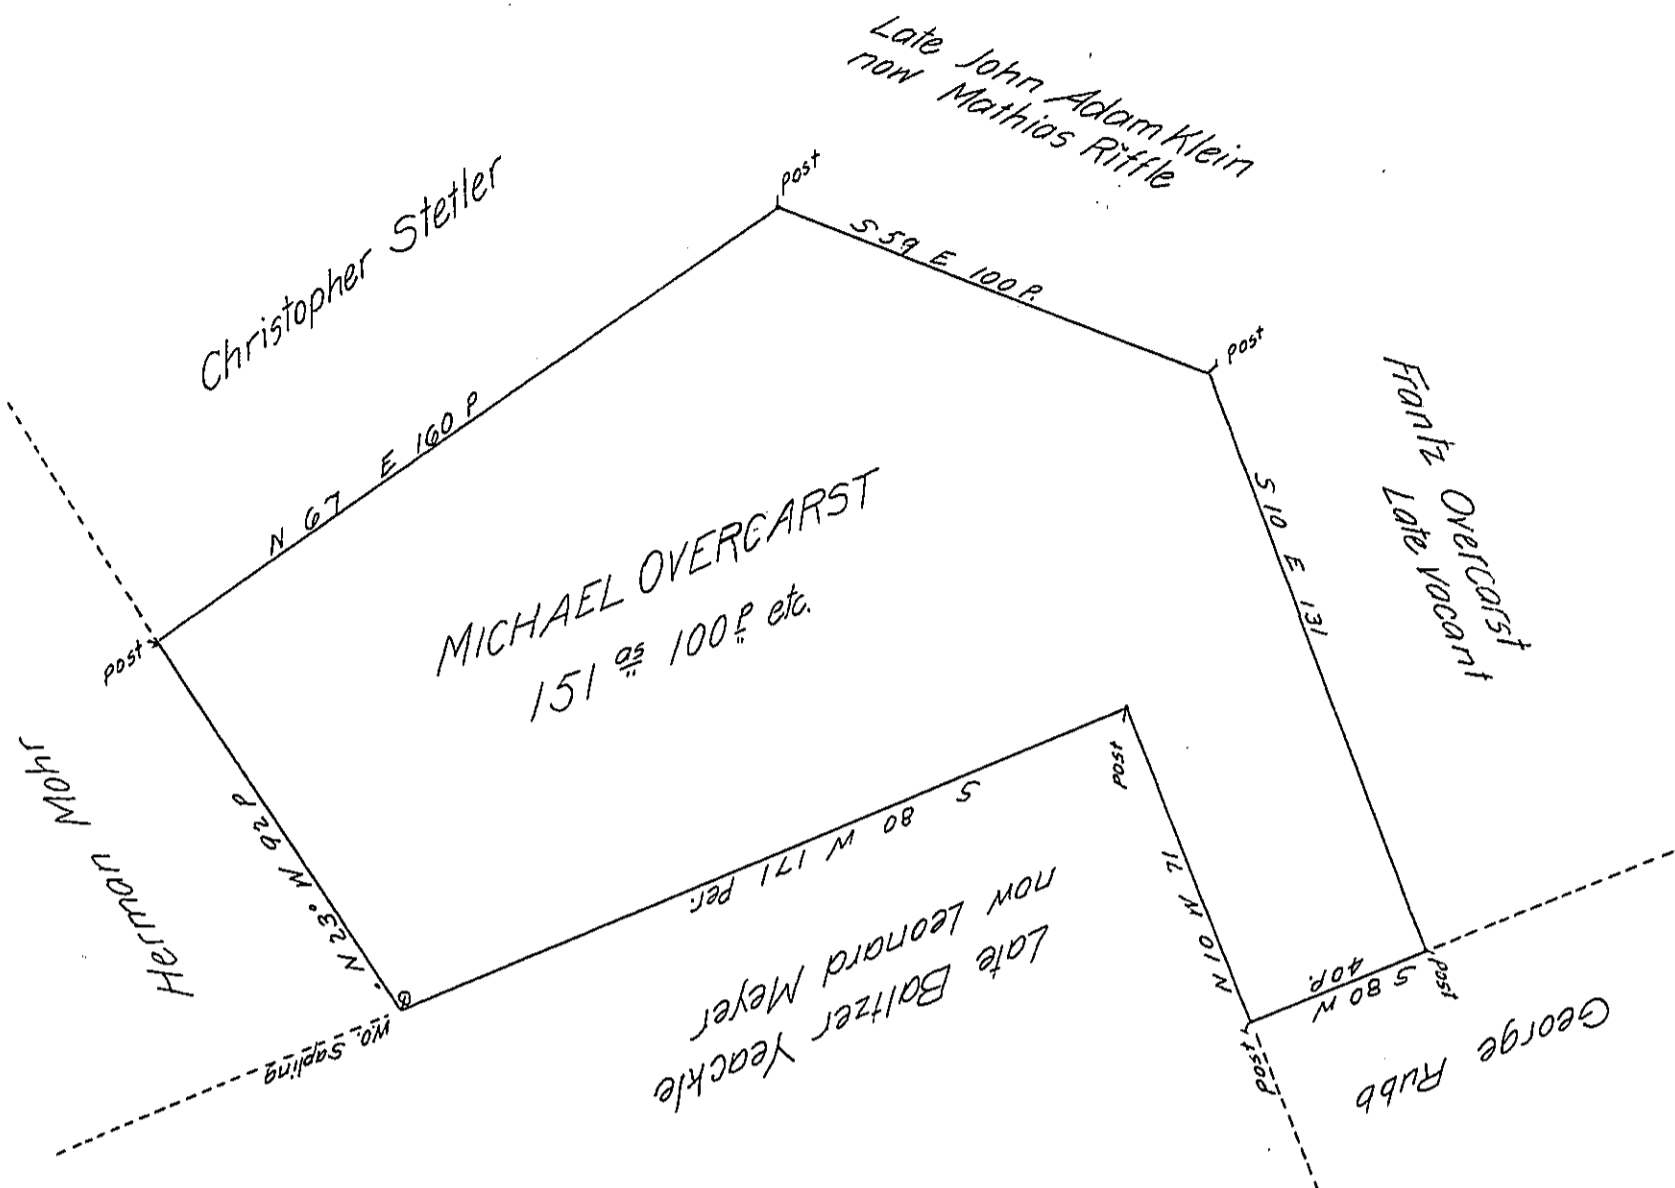 Late John Adam Klein
now Mathias Riffle
post
Christopher Stetler
S 59 E 100 P.
post
N 67 E 160 P
Frantz Overcarst
Late vacant
S 10 E 131
MICHAEL OVERCARST
151 as 100 P etc.
post
post
Herman Mohr
N 23° W 92 P
S 80 W 171 Per.
N 10 W 71
now Leonard Meyer
Late Baltzer Yeackle
S 80 W
40 P.
post
post
W.O. Sapling
George Rubb